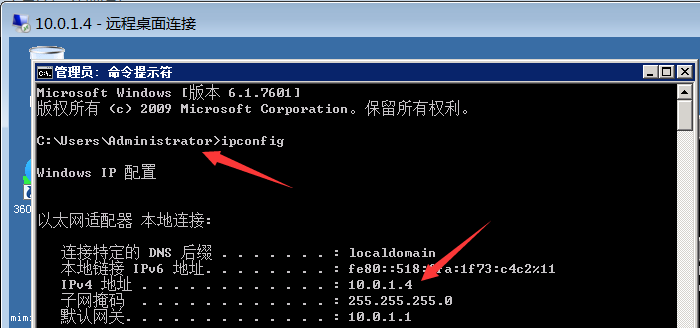 10.0.1.4 - 远程桌面连接
管理员: 命令提示符
Microsoft Windows [版本 6.1.7601]
版权所有 (c) 2009 Microsoft Corporation。保留所有权利。
C:\Users\Administrator>ipconfig
Windows IP 配置
以太网适配器 本地连接:
连接特定的 DNS 后缀 . . . . . . . : localdomain
本地链接 IPv6 地址. . . . . . . . : fe80::518: :1f73:c4c2%11
IPv4 地址 . . . . . . . . . . . . : 10.0.1.4
子网掩码 . . . . . . . . . . . . : 255.255.255.0
默认网关. . . . . . . . . . . . . : 10.0.1.1
360
mimi